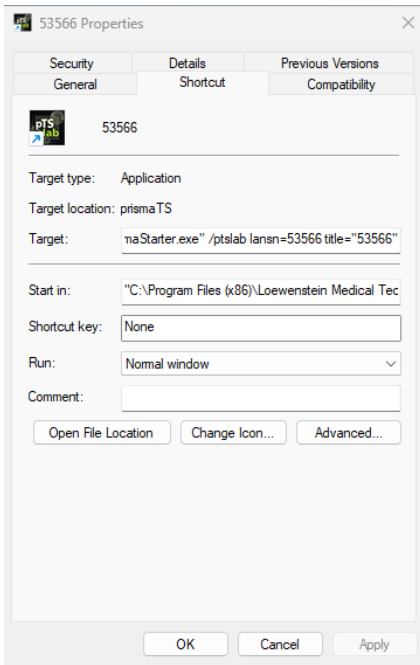 53566 Properties
Security Details Previous Versions
General Shortcut Compatibility
pTS
lab
53566
Target type: Application
Target location: prismaTS
Target: naStarter.exe" /ptslab lansn=53566 title="53566"
Start in: "C:\Program Files (x86)\Loewenstein Medical Tec
Shortcut key: None
Run: Normal window
Comment:
Open File Location Change Icon... Advanced...
OK Cancel Apply